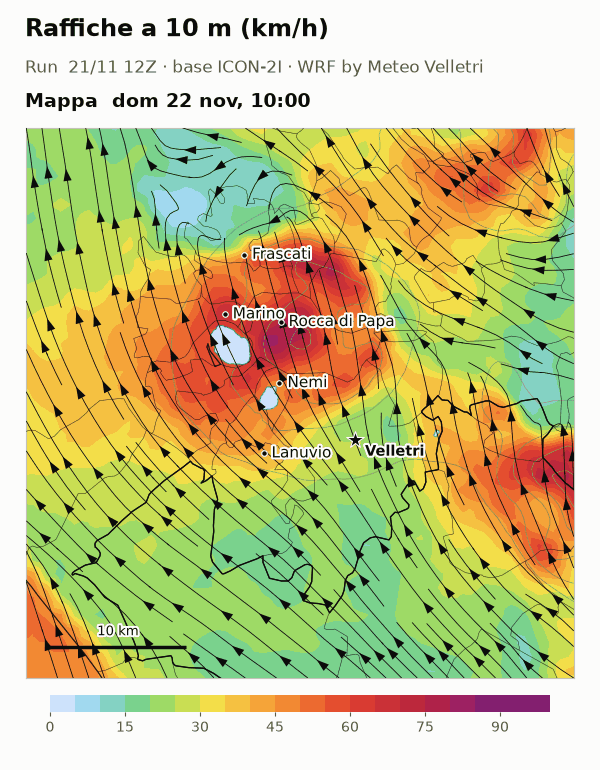 Raffiche a 10 m (km/h)
Run 21/11 12Z · base ICON-2I · WRF by Meteo Velletri
Mappa dom 22 nov, 10:00
Frascati
Marino
Rocca di Papa
Nemi
Lanuvio
Velletri
10 km
0 15 30 45 60 75 90